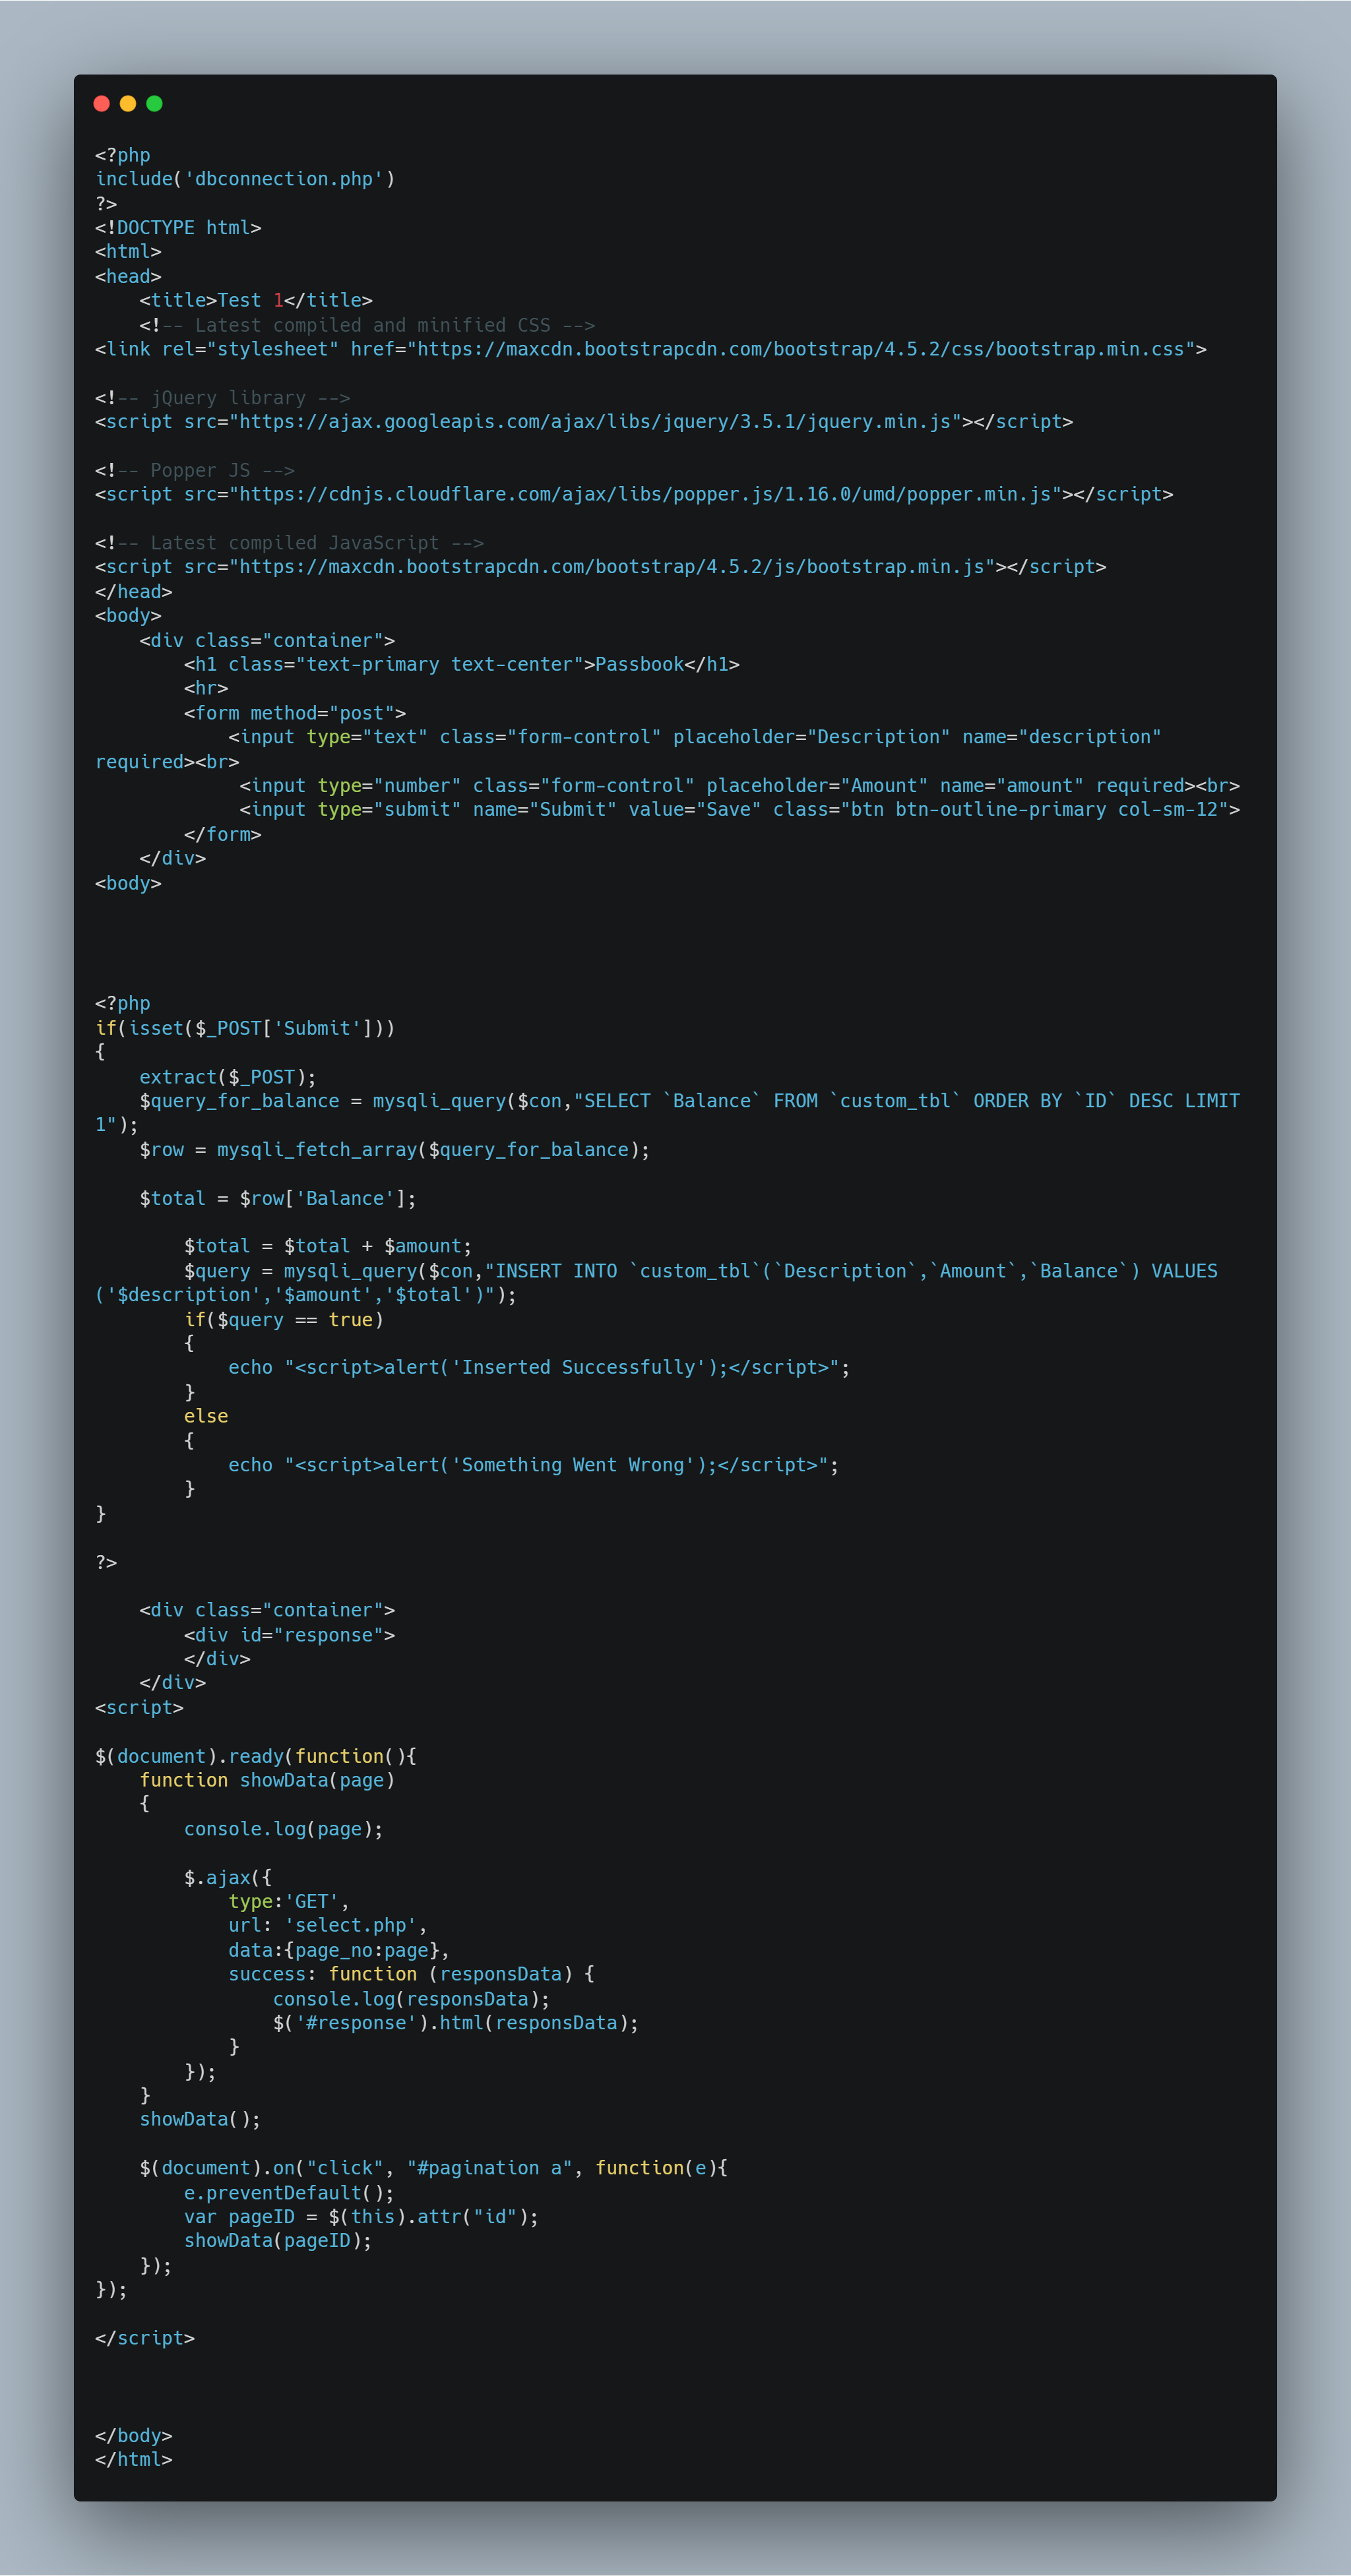 <?php
include('dbconnection.php')
?>
<!DOCTYPE html>
<html>
<head>
    <title>Test 1</title>
    <!-- Latest compiled and minified CSS -->
<link rel="stylesheet" href="https://maxcdn.bootstrapcdn.com/bootstrap/4.5.2/css/bootstrap.min.css">

<!-- jQuery library -->
<script src="https://ajax.googleapis.com/ajax/libs/jquery/3.5.1/jquery.min.js"></script>

<!-- Popper JS -->
<script src="https://cdnjs.cloudflare.com/ajax/libs/popper.js/1.16.0/umd/popper.min.js"></script>

<!-- Latest compiled JavaScript -->
<script src="https://maxcdn.bootstrapcdn.com/bootstrap/4.5.2/js/bootstrap.min.js"></script>
</head>
<body>
    <div class="container">
        <h1 class="text-primary text-center">Passbook</h1>
        <hr>
        <form method="post">
            <input type="text" class="form-control" placeholder="Description" name="description"
required><br>
             <input type="number" class="form-control" placeholder="Amount" name="amount" required><br>
             <input type="submit" name="Submit" value="Save" class="btn btn-outline-primary col-sm-12">
        </form>
    </div>
<body>

<?php
if(isset($_POST['Submit']))
{
    extract($_POST);
    $query_for_balance = mysqli_query($con,"SELECT `Balance` FROM `custom_tbl` ORDER BY `ID` DESC LIMIT
1");
    $row = mysqli_fetch_array($query_for_balance);

    $total = $row['Balance'];

        $total = $total + $amount;
        $query = mysqli_query($con,"INSERT INTO `custom_tbl`(`Description`,`Amount`,`Balance`) VALUES
('$description','$amount','$total')");
        if($query == true)
        {
            echo "<script>alert('Inserted Successfully');</script>";
        }
        else
        {
            echo "<script>alert('Something Went Wrong');</script>";
        }
}

?>

    <div class="container">
        <div id="response">
        </div>
    </div>
<script>

$(document).ready(function(){
    function showData(page)
    {
        console.log(page);

        $.ajax({
            type:'GET',
            url: 'select.php',
            data:{page_no:page},
            success: function (responsData) {
                console.log(responsData);
                $('#response').html(responsData);
            }
        });
    }
    showData();

    $(document).on("click", "#pagination a", function(e){
        e.preventDefault();
        var pageID = $(this).attr("id");
        showData(pageID);
    });
});

</script>

</body>
</html>